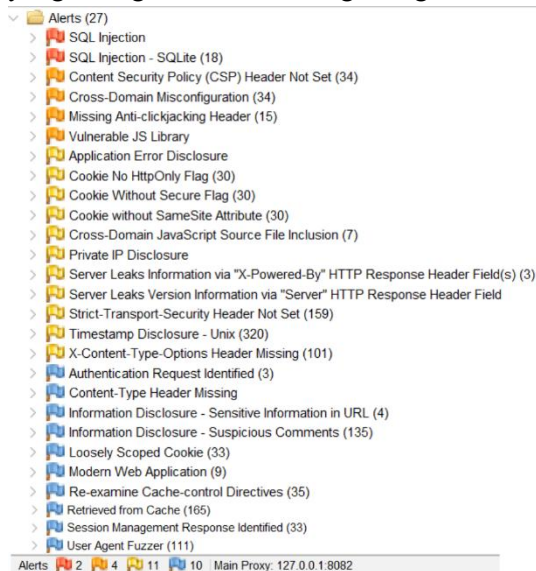 Alerts (27)
SQL Injection
SQL Injection - SQLite (18)
Content Security Policy (CSP) Header Not Set (34)
Cross-Domain Misconfiguration (34)
Missing Anti-clickjacking Header (15)
Vulnerable JS Library
Application Error Disclosure
Cookie No HttpOnly Flag (30)
Cookie Without Secure Flag (30)
Cookie without SameSite Attribute (30)
Cross-Domain JavaScript Source File Inclusion (7)
Private IP Disclosure
Server Leaks Information via "X-Powered-By" HTTP Response Header Field(s) (3)
Server Leaks Version Information via "Server" HTTP Response Header Field
Strict-Transport-Security Header Not Set (159)
Timestamp Disclosure - Unix (320)
X-Content-Type-Options Header Missing (101)
Authentication Request Identified (3)
Content-Type Header Missing
Information Disclosure - Sensitive Information in URL (4)
Information Disclosure - Suspicious Comments (135)
Loosely Scoped Cookie (33)
Modern Web Application (9)
Re-examine Cache-control Directives (35)
Retrieved from Cache (165)
Session Management Response Identified (33)
User Agent Fuzzer (111)
Alerts 2 4 11 10 Main Proxy: 127.0.0.1:8082